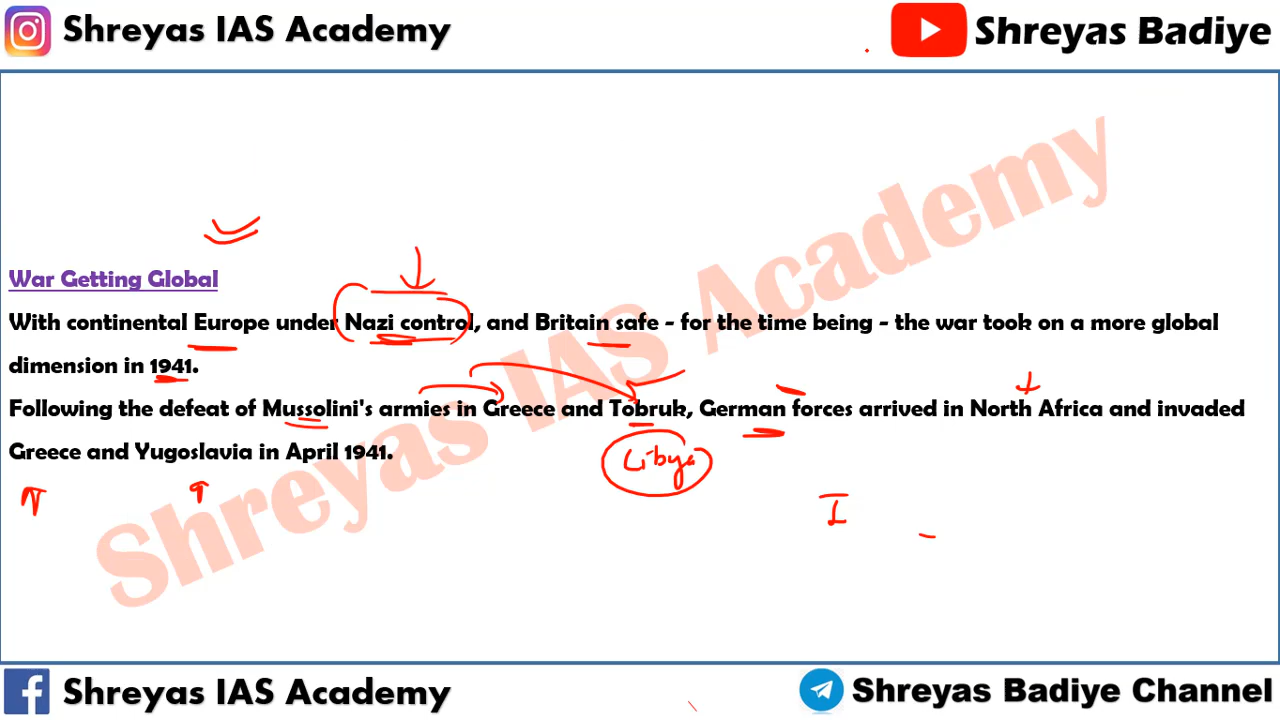 Shreyas IAS Academy
Shreyas Badiye
War Getting Global
With continental Europe under Nazi control, and Britain safe - for the time being - the war took on a more global
dimension in 1941.
Following the defeat of Mussolini's armies in Greece and Tobruk, German forces arrived in North Africa and invaded
Greece and Yugoslavia in April 1941.
Libya
I
Shreyas IAS Academy
Shreyas IAS Academy
Shreyas Badiye Channel